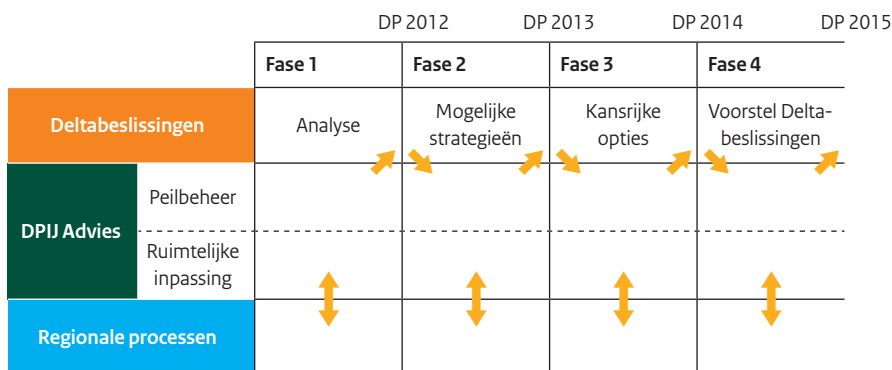 DP 2012 DP 2013 DP 2014 DP 2015
Fase 1 Fase 2 Fase 3 Fase 4
Deltabeslissingen
Analyse
Mogelijke
strategieën
Kansrijke
opties
Voorstel Delta-
beslissingen
DPIJ Advies
Peilbeheer
Ruimtelijke
inpassing
Regionale processen